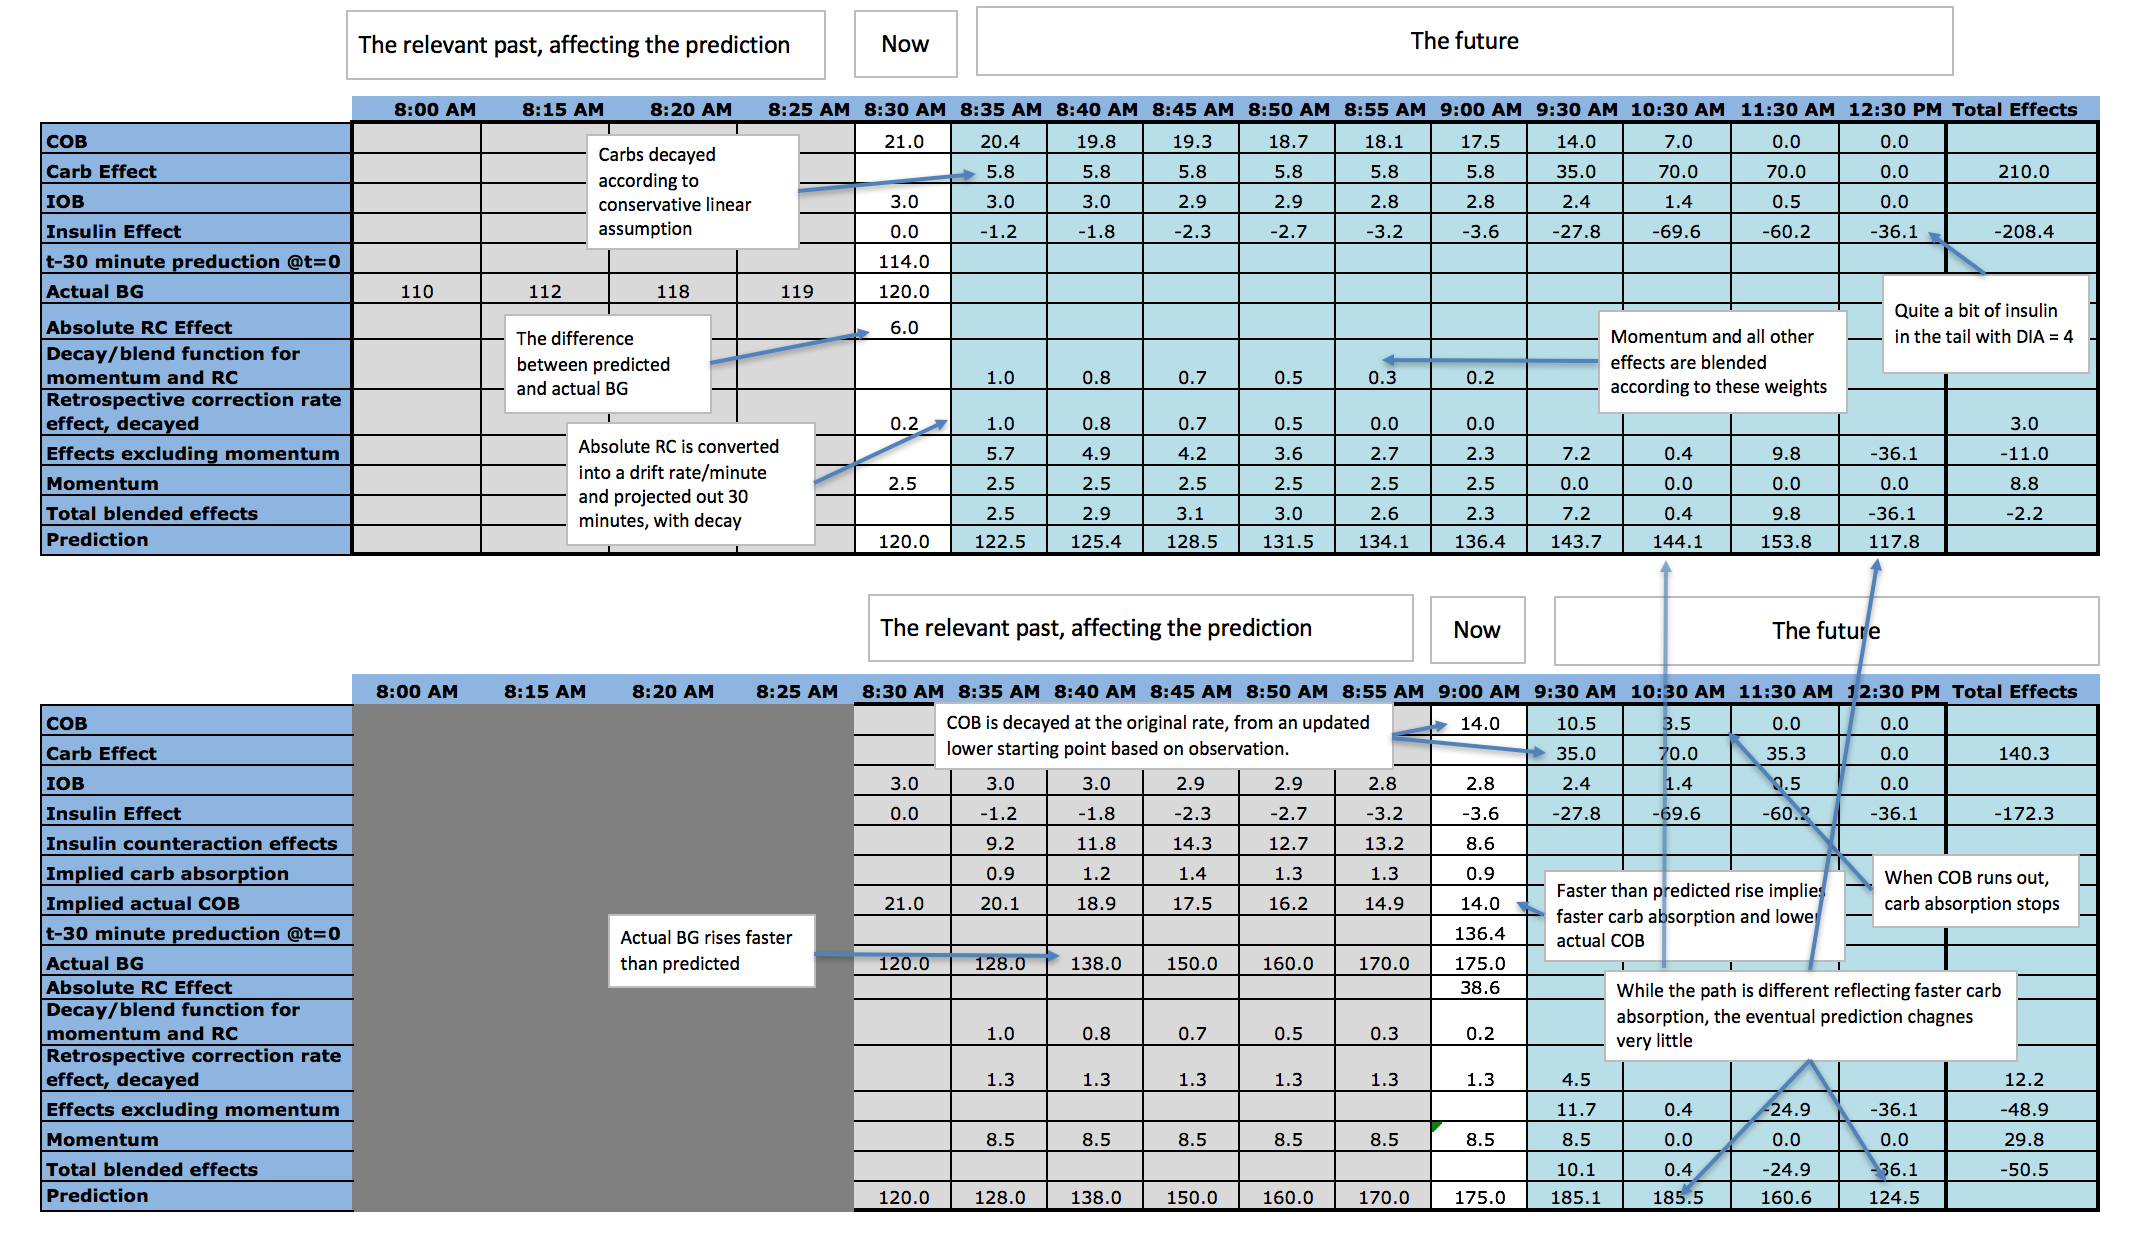 The relevant past, affecting the prediction Now The future
8:00 AM 8:15 AM 8:20 AM 8:25 AM 8:30 AM 8:35 AM 8:40 AM 8:45 AM 8:50 AM 8:55 AM 9:00 AM 9:30 AM 10:30 AM 11:30 AM 12:30 PM Total Effects
COB 21.0 20.4 19.8 19.3 18.7 18.1 17.5 14.0 7.0 0.0 0.0
Carb Effect 5.8 5.8 5.8 5.8 5.8 5.8 35.0 70.0 70.0 0.0 210.0
IOB 3.0 3.0 3.0 2.9 2.9 2.8 2.8 2.4 1.4 0.5 0.0
Insulin Effect 0.0 -1.2 -1.8 -2.3 -2.7 -3.2 -3.6 -27.8 -69.6 -60.2 -36.1 -208.4
t-30 minute preduction @t=0 114.0
Actual BG 110 112 118 119 120.0
Absolute RC Effect 6.0
Decay/blend function for
momentum and RC 1.0 0.8 0.7 0.5 0.3 0.2
Retrospective correction rate
effect, decayed 0.2 1.0 0.8 0.7 0.5 0.0 0.0 3.0
Effects excluding momentum 5.7 4.9 4.2 3.6 2.7 2.3 7.2 0.4 9.8 -36.1 -11.0
Momentum 2.5 2.5 2.5 2.5 2.5 2.5 2.5 0.0 0.0 0.0 0.0 8.8
Total blended effects 2.5 2.9 3.1 3.0 2.6 2.3 7.2 0.4 9.8 -36.1 -2.2
Prediction 120.0 122.5 125.4 128.5 131.5 134.1 136.4 143.7 144.1 153.8 117.8
Carbs decayed
according to
conservative linear
assumption
The difference
between predicted
and actual BG
Absolute RC is converted
into a drift rate/minute
and projected out 30
minutes, with decay
Momentum and all other
effects are blended
according to these weights
Quite a bit of insulin
in the tail with DIA = 4
The relevant past, affecting the prediction Now The future
8:00 AM 8:15 AM 8:20 AM 8:25 AM 8:30 AM 8:35 AM 8:40 AM 8:45 AM 8:50 AM 8:55 AM 9:00 AM 9:30 AM 10:30 AM 11:30 AM 12:30 PM Total Effects
COB 14.0 10.5 3.5 0.0 0.0
Carb Effect 35.0 70.0 35.3 0.0 140.3
IOB 3.0 3.0 3.0 2.9 2.9 2.8 2.8 2.4 1.4 0.5 0.0
Insulin Effect 0.0 -1.2 -1.8 -2.3 -2.7 -3.2 -3.6 -27.8 -69.6 -60.2 -36.1 -172.3
Insulin counteraction effects 9.2 11.8 14.3 12.7 13.2 8.6
Implied carb absorption 0.9 1.2 1.4 1.3 1.3 0.9
Implied actual COB 21.0 20.1 18.9 17.5 16.2 14.9 14.0
t-30 minute preduction @t=0 136.4
Actual BG 120.0 128.0 138.0 150.0 160.0 170.0 175.0
Absolute RC Effect 38.6
Decay/blend function for
momentum and RC 1.0 0.8 0.7 0.5 0.3 0.2
Retrospective correction rate
effect, decayed 1.3 1.3 1.3 1.3 1.3 1.3 4.5 12.2
Effects excluding momentum 11.7 0.4 -24.9 -36.1 -48.9
Momentum 8.5 8.5 8.5 8.5 8.5 8.5 8.5 0.0 0.0 0.0 29.8
Total blended effects 10.1 0.4 -24.9 -36.1 -50.5
Prediction 120.0 128.0 138.0 150.0 160.0 170.0 175.0 185.1 185.5 160.6 124.5
COB is decayed at the original rate, from an updated
lower starting point based on observation.
Actual BG rises faster
than predicted
Faster than predicted rise implies
faster carb absorption and lower
actual COB
When COB runs out,
carb absorption stops
While the path is different reflecting faster carb
absorption, the eventual prediction chagnes
very little